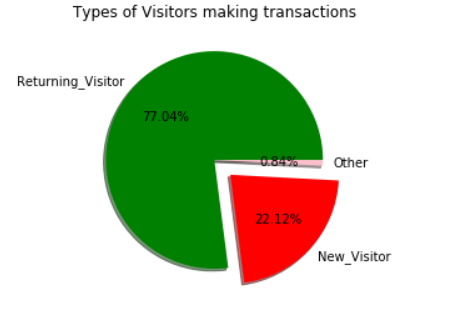 Types of Visitors making transactions
Returning_Visitor
77.04%
0.84%
Other
22.12%
New_Visitor